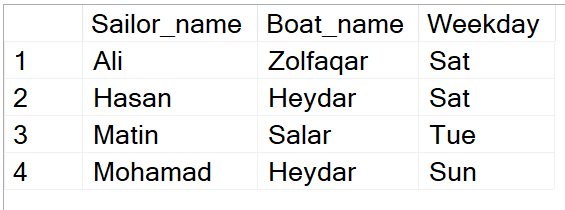 Sailor_name Boat_name Weekday
1 Ali Zolfaqar Sat
2 Hasan Heydar Sat
3 Matin Salar Tue
4 Mohamad Heydar Sun